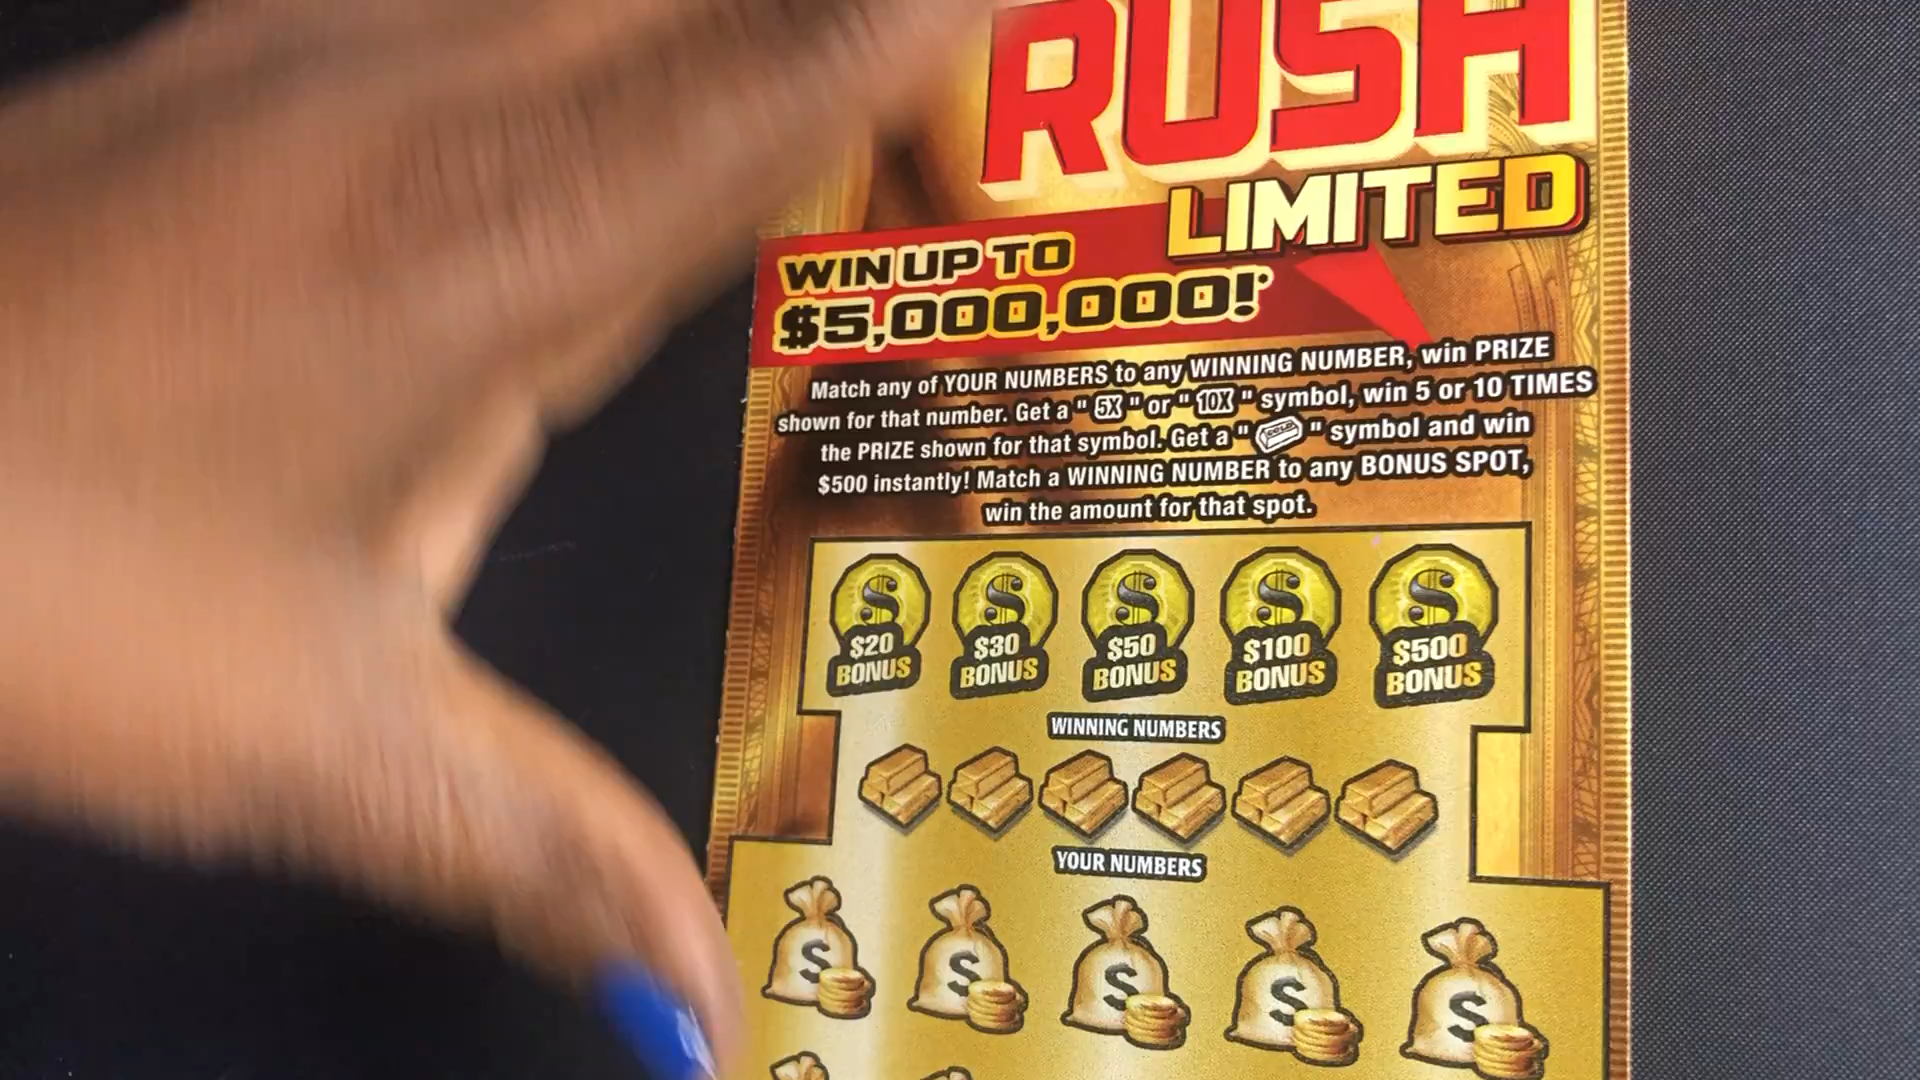 RUSH
LIMITED
WIN UP TO
$5,000,000!*
Match any of YOUR NUMBERS to any WINNING NUMBER, win PRIZE
shown for that number. Get a " 5X " or " 10X " symbol, win 5 or 10 TIMES
the PRIZE shown for that symbol. Get a " GOLD " symbol and win
$500 instantly! Match a WINNING NUMBER to any BONUS SPOT,
win the amount for that spot.
$ $ $ $ $
$20 $30 $50 $100 $500
BONUS BONUS BONUS BONUS BONUS
WINNING NUMBERS
YOUR NUMBERS
$ $ $ $ $